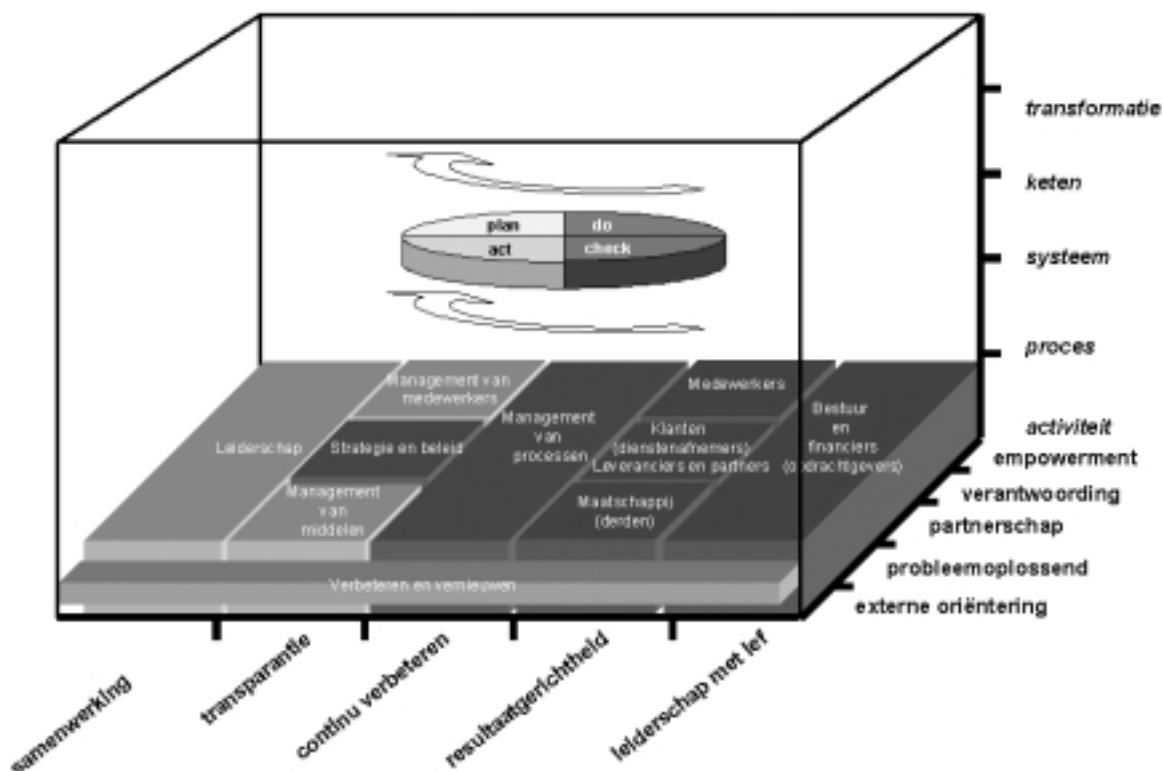 transformatie
keten
plan
do
act
check
systeem
proces
Management van
medewerkers
Medewerkers
Leiderschap
Strategie en beleid
Management
van
processen
Klanten
(dienstenafnemers)
Leveranciers en partners
Bestuur
en
financiers
(opdrachtgevers)
Management
van
middelen
Maatschappij
(derden)
Verbeteren en vernieuwen
activiteit
empowerment
verantwoording
partnerschap
probleemoplossend
externe oriëntering
samenwerking
transparantie
continu verbeteren
resultaatgerichtheid
leiderschap met lef